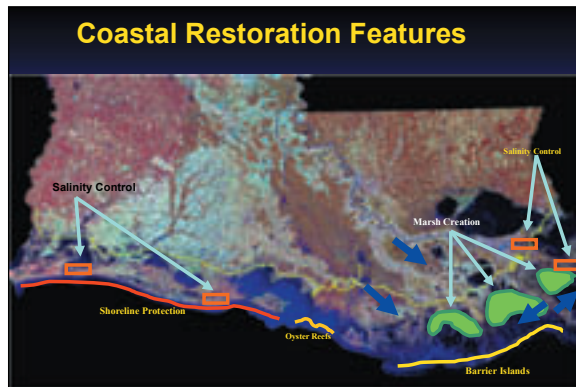 Coastal Restoration Features
Salinity Control
Salinity Control
Marsh Creation
Shoreline Protection
Oyster Reefs
Barrier Islands